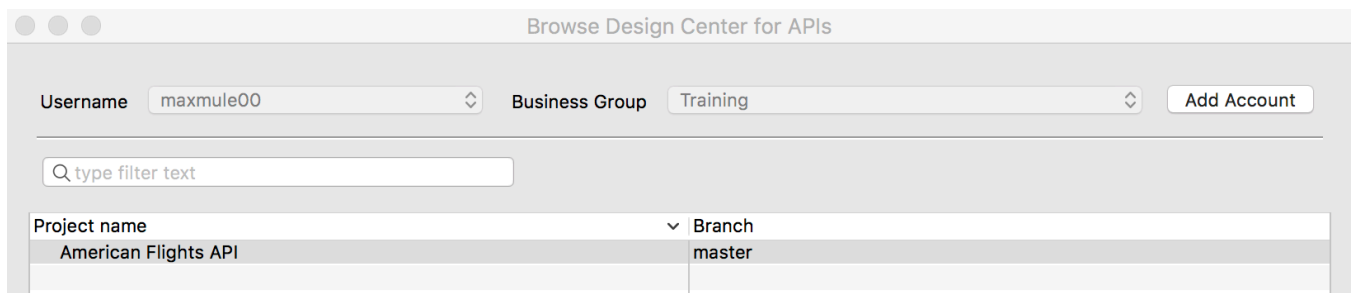 Browse Design Center for APIs
Username maxmule00 Business Group Training Add Account
type filter text
Project name Branch
American Flights API master